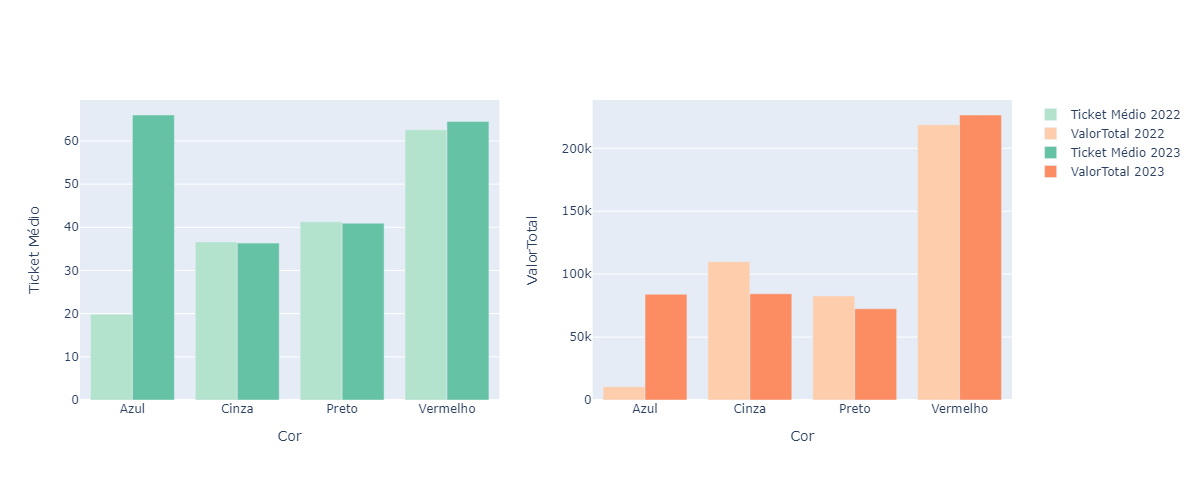 Ticket Médio
60
50
40
30
20
10
0
Azul
Cinza
Preto
Vermelho
Cor
ValorTotal
200k
150k
100k
50k
0
Azul
Cinza
Preto
Vermelho
Cor
Ticket Médio 2022
ValorTotal 2022
Ticket Médio 2023
ValorTotal 2023